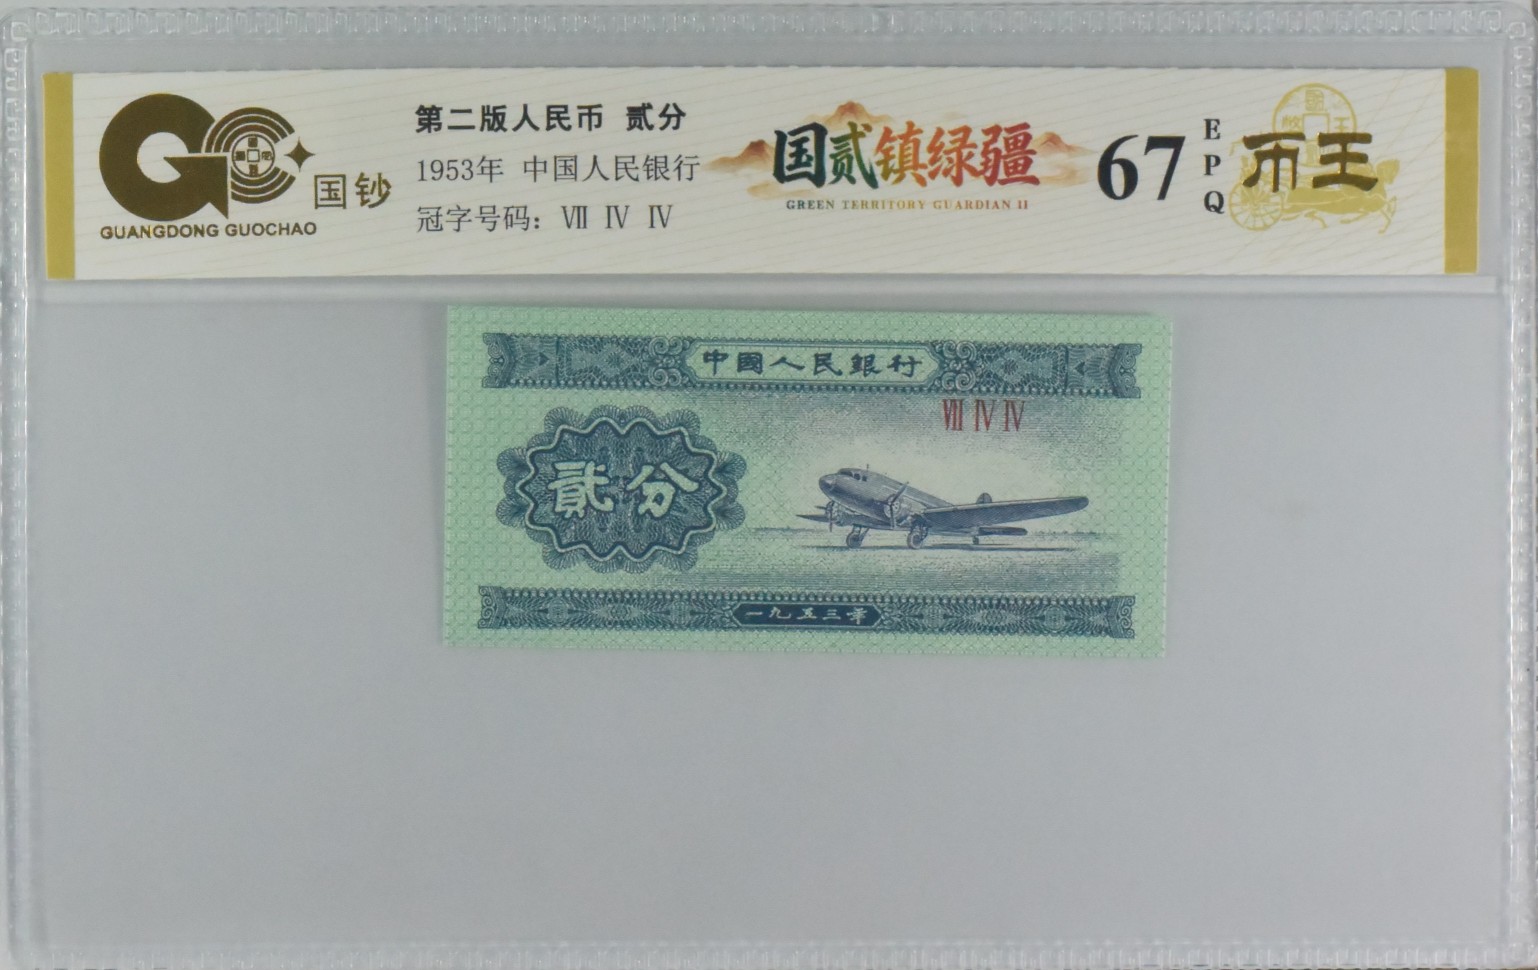 国钞
GUANGDONG GUOCHAO
第二版人民币 贰分
1953年 中国人民银行
冠字号码：Ⅶ Ⅳ Ⅳ
国贰镇绿疆
GREEN TERRITORY GUARDIAN II
67
EPQ
币王
中國人民銀行
Ⅶ Ⅳ Ⅳ
貳分
一九五三年